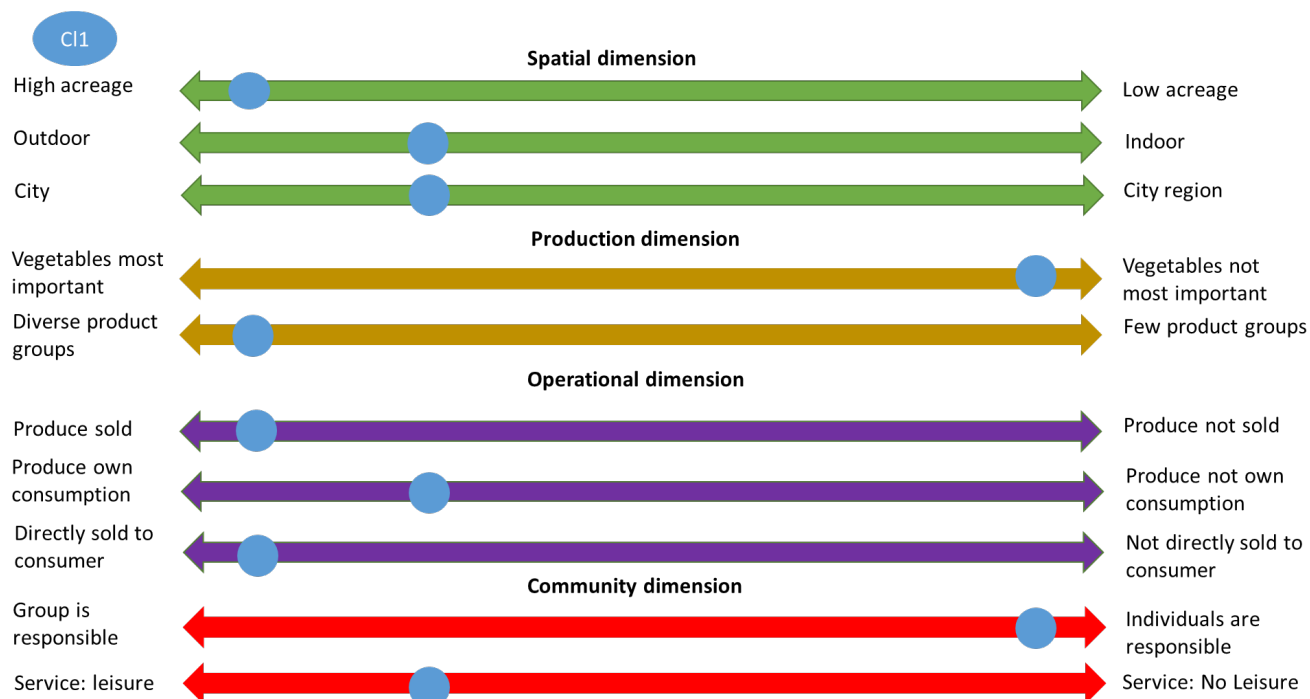 Cl1
Spatial dimension
High acreage
Low acreage
Outdoor
Indoor
City
City region
Production dimension
Vegetables most
important
Vegetables not
most important
Diverse product
groups
Few product groups
Operational dimension
Produce sold
Produce not sold
Produce own
consumption
Produce not own
consumption
Directly sold to
consumer
Not directly sold to
consumer
Community dimension
Group is
responsible
Individuals are
responsible
Service: leisure
Service: No Leisure